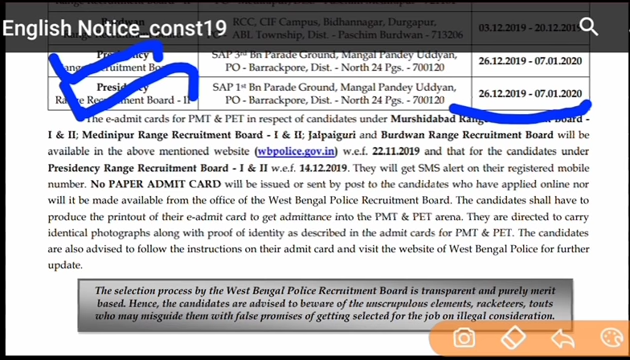 English Notice_const19
Burdwan
RCC, CIF Campus, Bidhannagar, Durgapur,
ABL Township, Dist. - Paschim Burdwan - 713206
03.12.2019 - 20.12.2019
SAP 3rd Bn Parade Ground, Mangal Pandey Uddyan,
PO - Barrackpore, Dist. - North 24 Pgs. - 700120
26.12.2019 - 07.01.2020
Presidency
Range Recruitment Board - II
SAP 1st Bn Parade Ground, Mangal Pandey Uddyan,
PO - Barrackpore, Dist. - North 24 Pgs. - 700120
26.12.2019 - 07.01.2020
The e-admit cards for PMT & PET in respect of candidates under Murshidabad Range Board -
I & II; Medinipur Range Recruitment Board - I & II; Jalpaiguri and Burdwan Range Recruitment Board will be
available in the above mentioned website (wbpolice.gov.in) w.e.f. 22.11.2019 and that for the candidates under
Presidency Range Recruitment Board - I & II w.e.f. 14.12.2019. They will get SMS alert on their registered mobile
number. No PAPER ADMIT CARD will be issued or sent by post to the candidates who have applied online nor
will it be made available from the office of the West Bengal Police Recruitment Board. The candidates shall have to
produce the printout of their e-admit card to get admittance into the PMT & PET arena. They are directed to carry
identical photographs along with proof of identity as described in the admit cards for PMT & PET. The candidates
are also advised to follow the instructions on their admit card and visit the website of West Bengal Police for further
update.
The selection process by the West Bengal Police Recruitment Board is transparent and purely merit
based. Hence, the candidates are advised to beware of the unscrupulous elements, racketeers, touts
who may misguide them with false promises of getting selected for the job on illegal consideration.